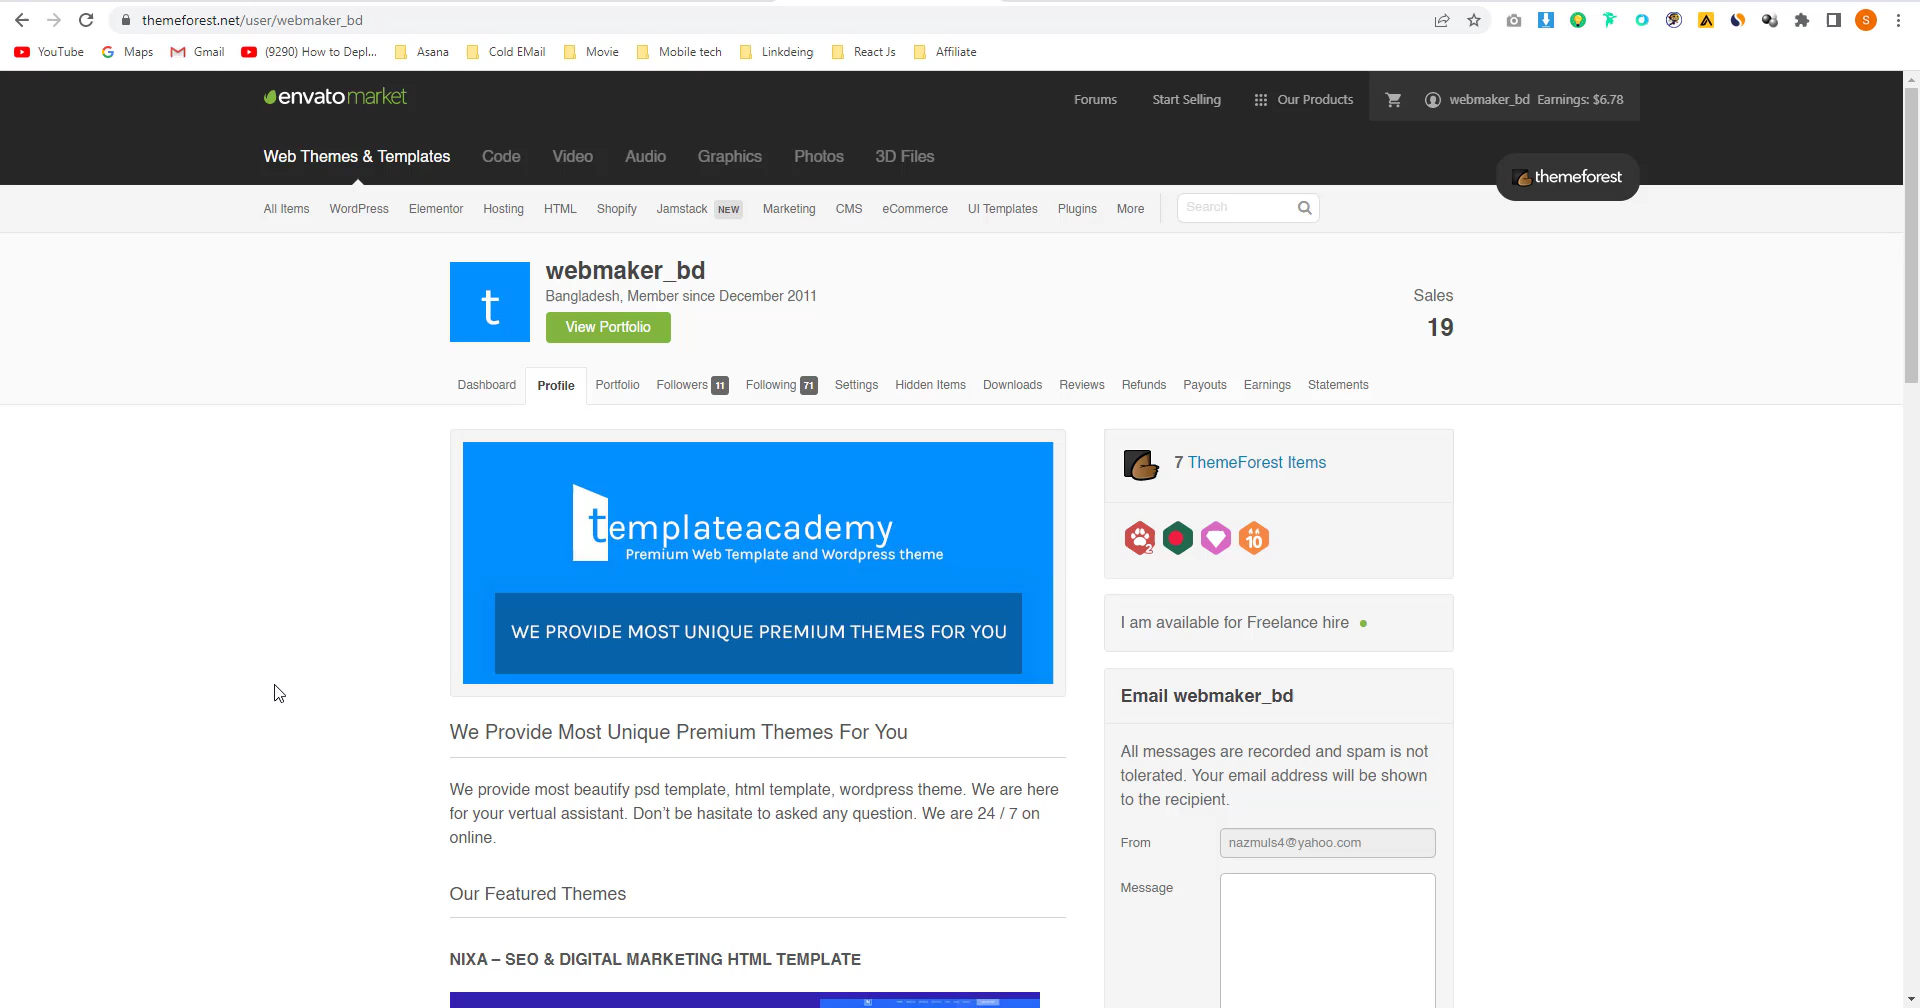 themeforest.net/user/webmaker_bd
S
YouTube
Maps
Gmail
(9290) How to Depl...
Asana
Cold EMail
Movie
Mobile tech
Linkdeing
React Js
Affiliate
envatomarket
Forums
Start Selling
Our Products
webmaker_bd Earnings: $6.78
Web Themes & Templates
Code
Video
Audio
Graphics
Photos
3D Files
themeforest
All Items
WordPress
Elementor
Hosting
HTML
Shopify
Jamstack NEW
Marketing
CMS
eCommerce
UI Templates
Plugins
More
Search
t
webmaker_bd
Bangladesh, Member since December 2011
View Portfolio
Sales
19
Dashboard
Profile
Portfolio
Followers 11
Following 71
Settings
Hidden Items
Downloads
Reviews
Refunds
Payouts
Earnings
Statements
templateacademy
Premium Web Template and Wordpress theme
WE PROVIDE MOST UNIQUE PREMIUM THEMES FOR YOU
7 ThemeForest Items
2
10
I am available for Freelance hire
Email webmaker_bd
All messages are recorded and spam is not
tolerated. Your email address will be shown
to the recipient.
From
nazmuls4@yahoo.com
Message
We Provide Most Unique Premium Themes For You
We provide most beautify psd template, html template, wordpress theme. We are here
for your vertual assistant. Don’t be hasitate to asked any question. We are 24 / 7 on
online.
Our Featured Themes
NIXA – SEO & DIGITAL MARKETING HTML TEMPLATE